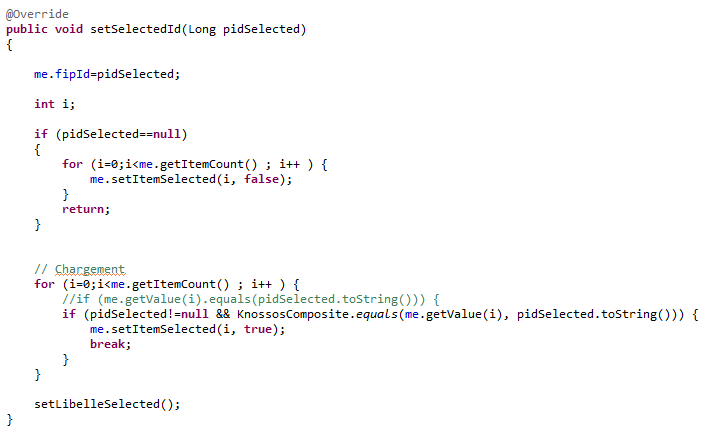 @Override
public void setSelectedId(Long pidSelected)
{
me.fipId=pidSelected;
int i;
if (pidSelected==null)
{
for (i=0;i<me.getItemCount() ; i++ ) {
me.setItemSelected(i, false);
}
return;
}
// Chargement
for (i=0;i<me.getItemCount() ; i++ ) {
//if (me.getValue(i).equals(pidSelected.toString())) {
if (pidSelected!=null && KnossosComposite.equals(me.getValue(i), pidSelected.toString())) {
me.setItemSelected(i, true);
break;
}
}
setLibelleSelected();
}